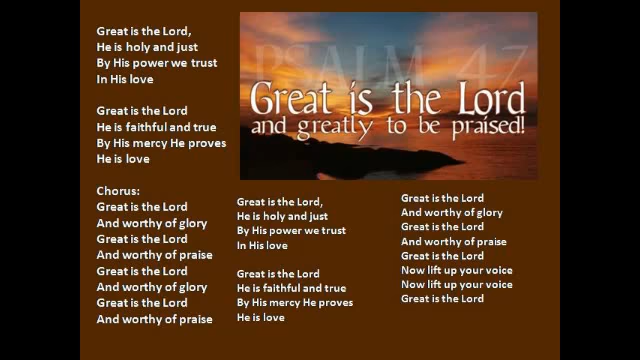 Great is the Lord,
He is holy and just
By His power we trust
In His love
Great is the Lord
He is faithful and true
By His mercy He proves
He is love
Chorus:
Great is the Lord
And worthy of glory
Great is the Lord
And worthy of praise
Great is the Lord
And worthy of glory
Great is the Lord
And worthy of praise
PSALM 47
Great is the Lord
and greatly to be praised!
Great is the Lord,
He is holy and just
By His power we trust
In His love
Great is the Lord
He is faithful and true
By His mercy He proves
He is love
Great is the Lord
And worthy of glory
Great is the Lord
And worthy of praise
Great is the Lord
Now lift up your voice
Now lift up your voice
Great is the Lord